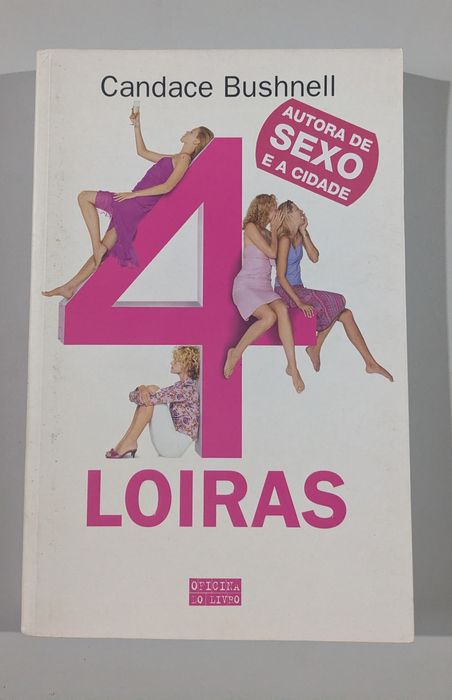 Candace Bushnell
AUTORA DE
SEXO
E A CIDADE
4
LOIRAS
OFICINA
DO LIVRO